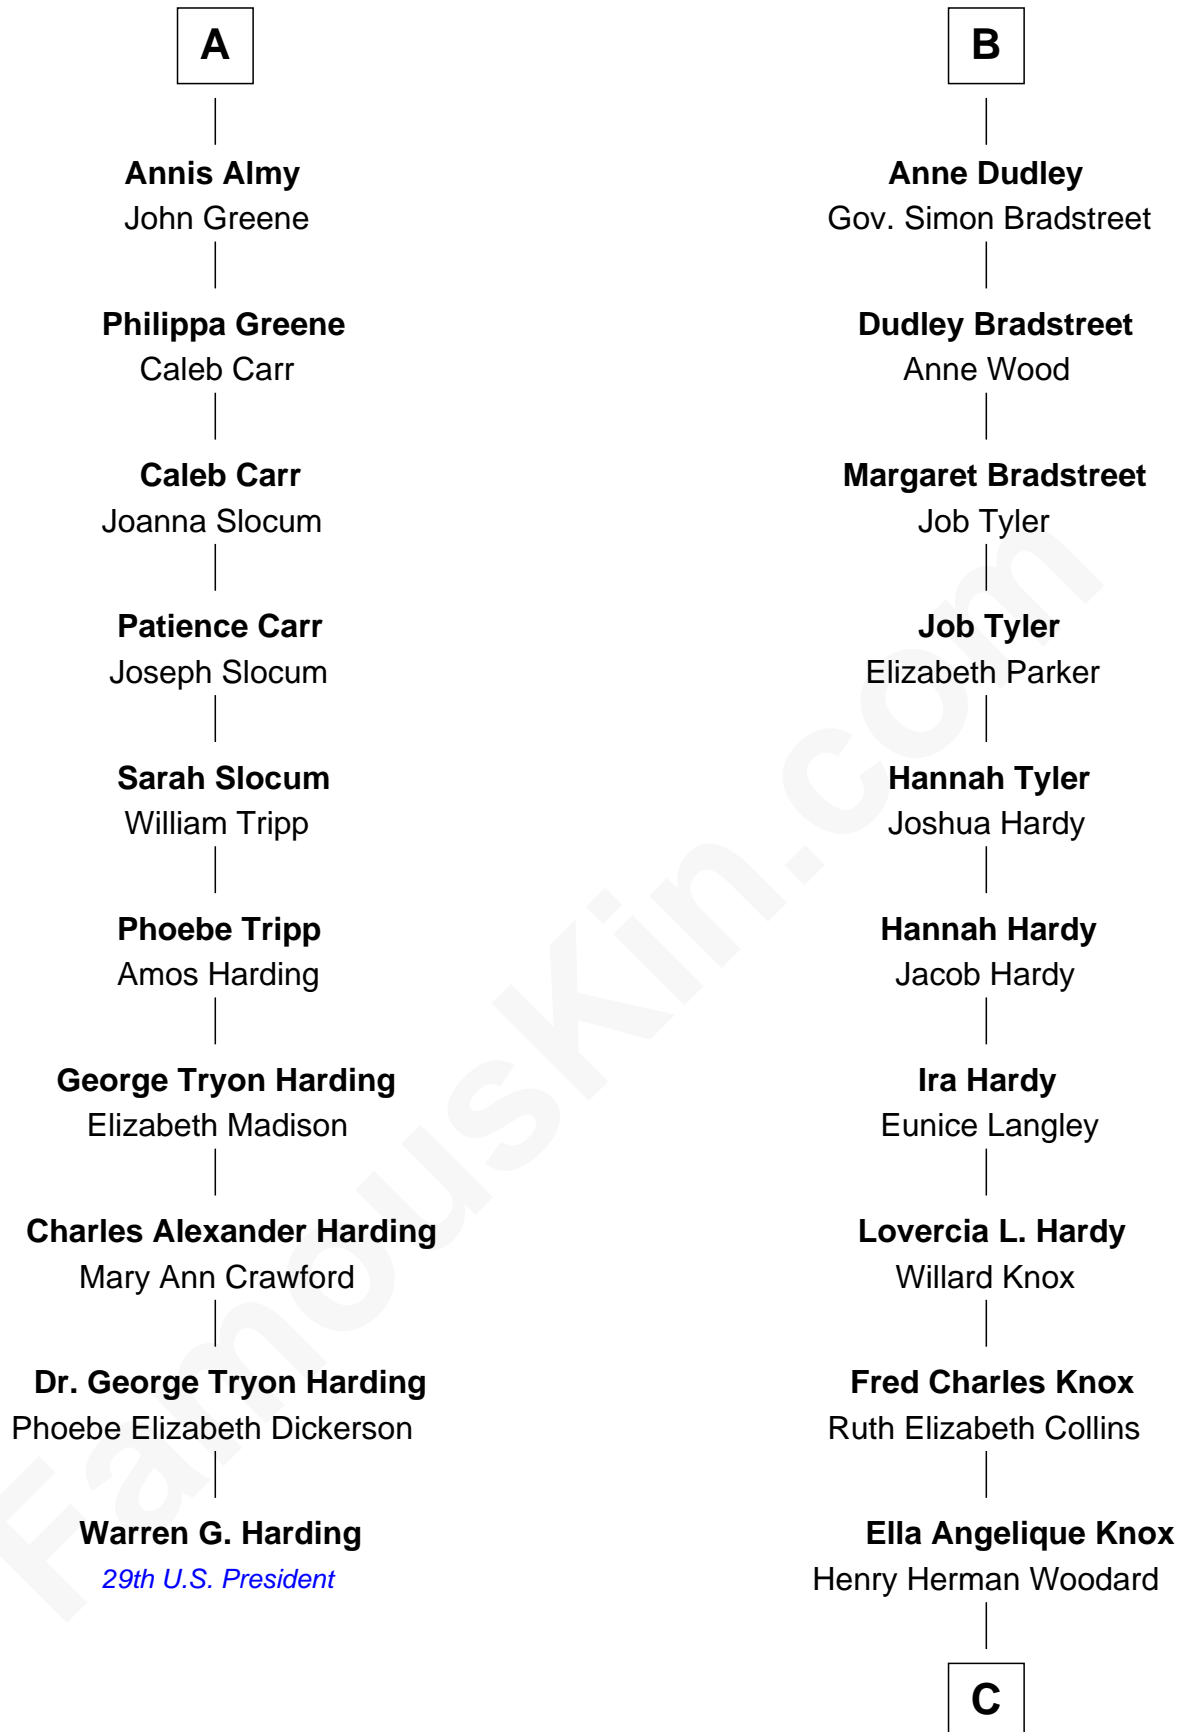 A
Annis Almy
John Greene
Philippa Greene
Caleb Carr
Caleb Carr
Joanna Slocum
Patience Carr
Joseph Slocum
Sarah Slocum
William Tripp
Phoebe Tripp
Amos Harding
George Tryon Harding
Elizabeth Madison
Charles Alexander Harding
Mary Ann Crawford
Dr. George Tryon Harding
Phoebe Elizabeth Dickerson
Warren G. Harding
29th U.S. President
B
Anne Dudley
Gov. Simon Bradstreet
Dudley Bradstreet
Anne Wood
Margaret Bradstreet
Job Tyler
Job Tyler
Elizabeth Parker
Hannah Tyler
Joshua Hardy
Hannah Hardy
Jacob Hardy
Ira Hardy
Eunice Langley
Lovercia L. Hardy
Willard Knox
Fred Charles Knox
Ruth Elizabeth Collins
Ella Angelique Knox
Henry Herman Woodard
C
FamousKin.com